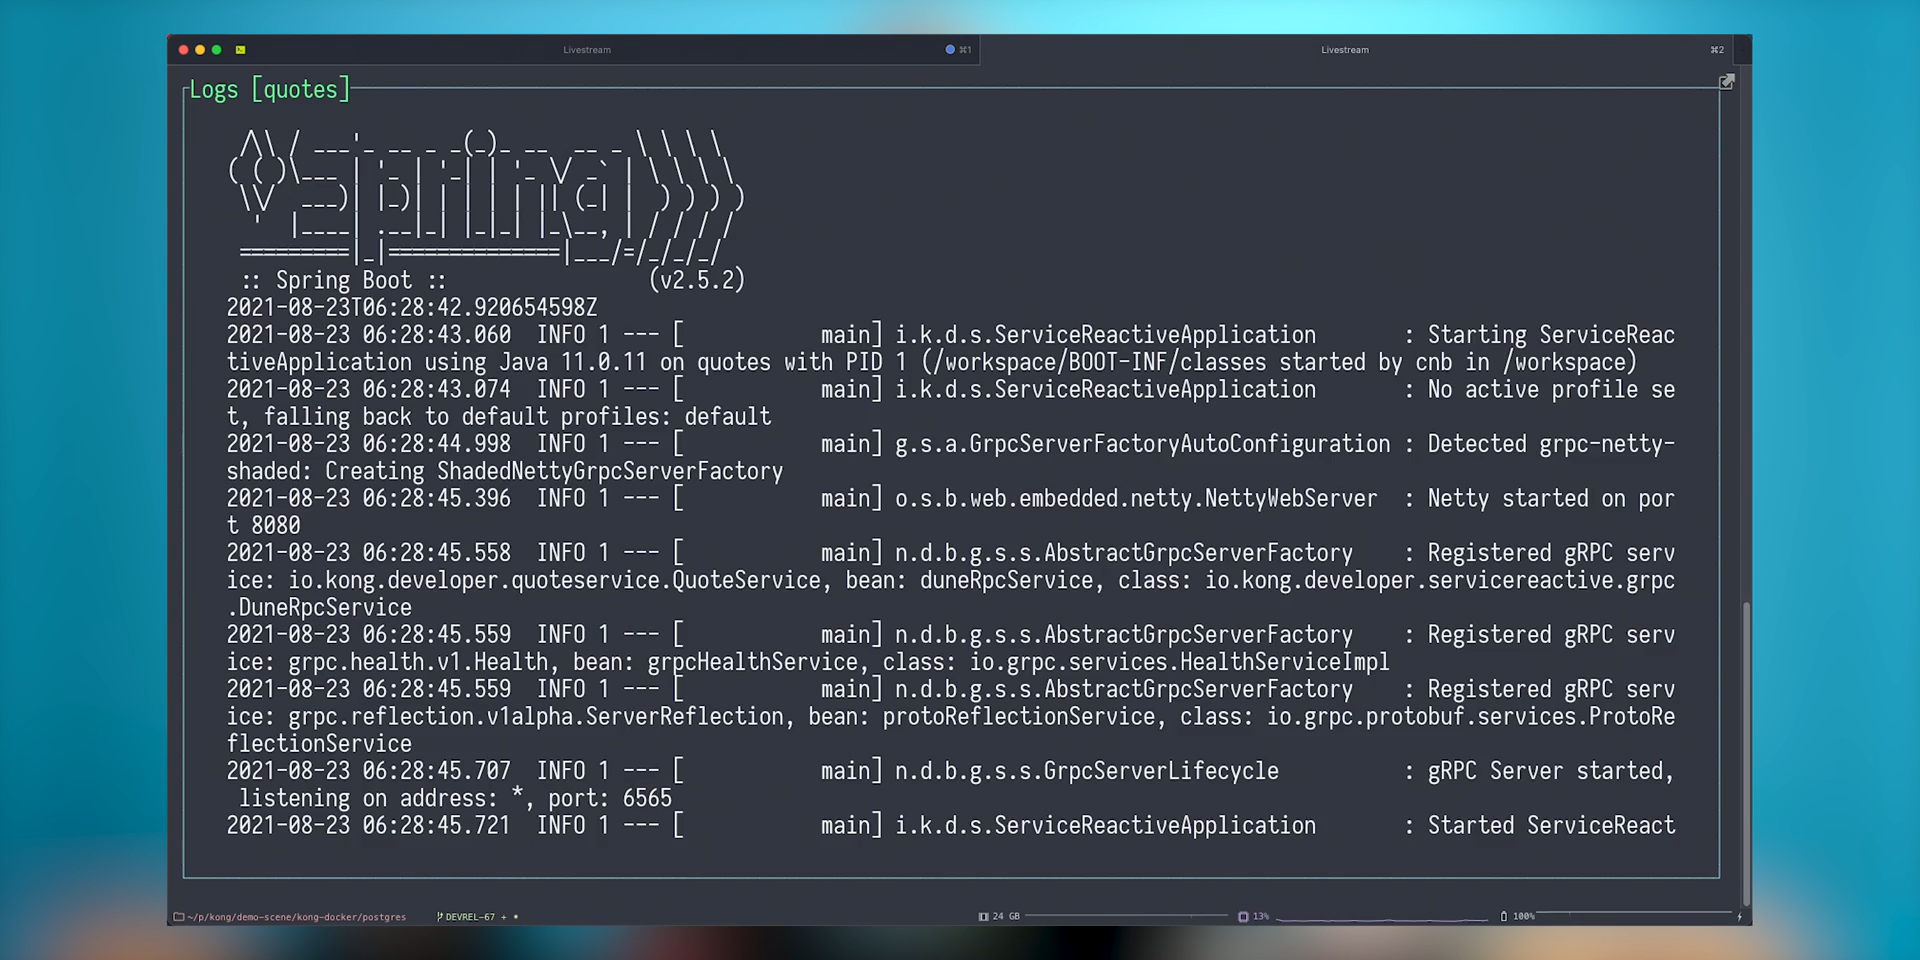 Livestream
⌘1
Livestream
⌘2
Logs [quotes]
:: Spring Boot ::                (v2.5.2)
2021-08-23T06:28:42.920654598Z
2021-08-23 06:28:43.060  INFO 1 --- [           main] i.k.d.s.ServiceReactiveApplication       : Starting ServiceReac
tiveApplication using Java 11.0.11 on quotes with PID 1 (/workspace/BOOT-INF/classes started by cnb in /workspace)
2021-08-23 06:28:43.074  INFO 1 --- [           main] i.k.d.s.ServiceReactiveApplication       : No active profile se
t, falling back to default profiles: default
2021-08-23 06:28:44.998  INFO 1 --- [           main] g.s.a.GrpcServerFactoryAutoConfiguration : Detected grpc-netty-
shaded: Creating ShadedNettyGrpcServerFactory
2021-08-23 06:28:45.396  INFO 1 --- [           main] o.s.b.web.embedded.netty.NettyWebServer  : Netty started on por
t 8080
2021-08-23 06:28:45.558  INFO 1 --- [           main] n.d.b.g.s.s.AbstractGrpcServerFactory    : Registered gRPC serv
ice: io.kong.developer.quoteservice.QuoteService, bean: duneRpcService, class: io.kong.developer.servicereactive.grpc
.DuneRpcService
2021-08-23 06:28:45.559  INFO 1 --- [           main] n.d.b.g.s.s.AbstractGrpcServerFactory    : Registered gRPC serv
ice: grpc.health.v1.Health, bean: grpcHealthService, class: io.grpc.services.HealthServiceImpl
2021-08-23 06:28:45.559  INFO 1 --- [           main] n.d.b.g.s.s.AbstractGrpcServerFactory    : Registered gRPC serv
ice: grpc.reflection.v1alpha.ServerReflection, bean: protoReflectionService, class: io.grpc.protobuf.services.ProtoRe
flectionService
2021-08-23 06:28:45.707  INFO 1 --- [           main] n.d.b.g.s.s.GrpcServerLifecycle          : gRPC Server started,
 listening on address: *, port: 6565
2021-08-23 06:28:45.721  INFO 1 --- [           main] i.k.d.s.ServiceReactiveApplication       : Started ServiceReact
~/p/kong/demo-scene/kong-docker/postgres
DEVREL-67 + •
24 GB
13%
100%